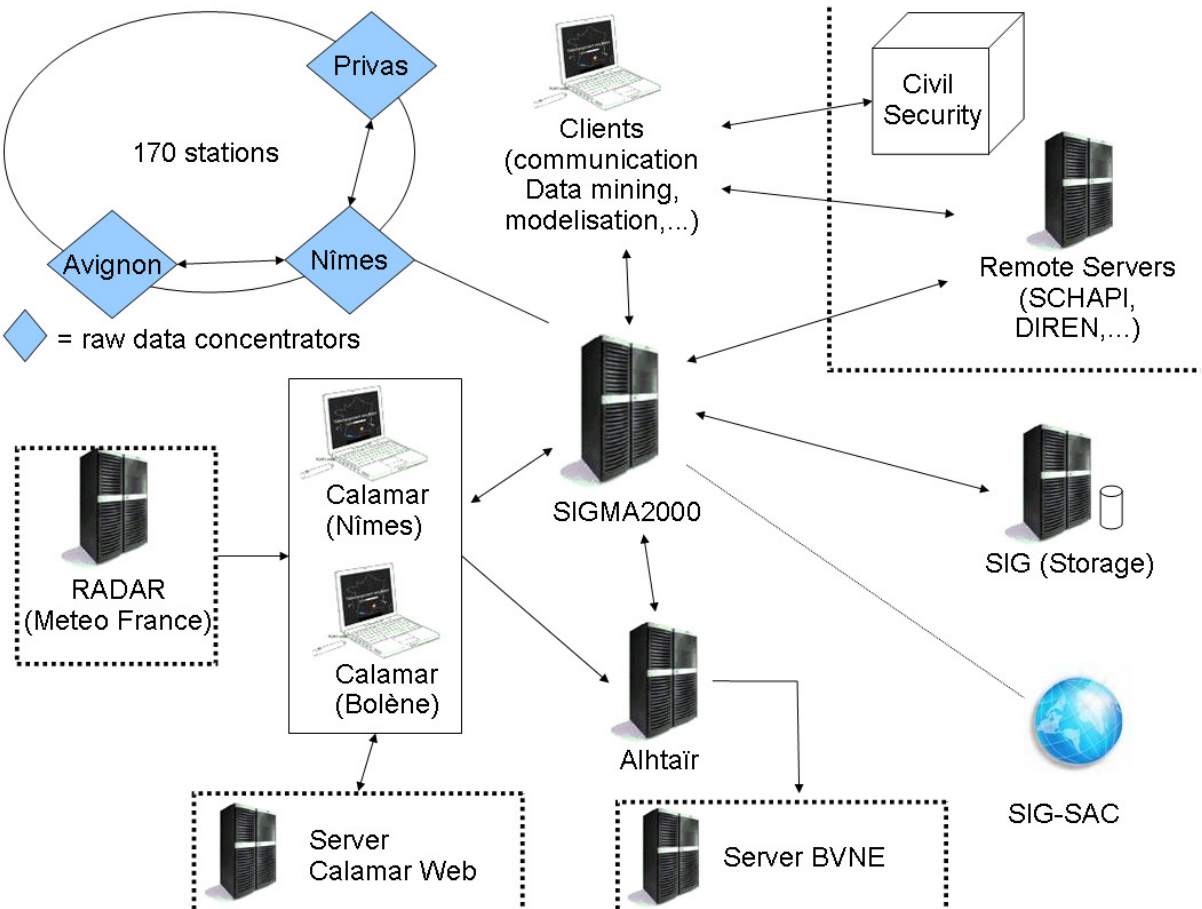 Privas
170 stations
Avignon
Nîmes
= raw data concentrators
Clients
(communication
Data mining,
modelisation,...)
Civil
Security
Remote Servers
(SCHAPI,
DIREN,...)
Calamar
(Nîmes)
SIGMA2000
SIG (Storage)
RADAR
(Meteo France)
Calamar
(Bolène)
Alhtaïr
SIG-SAC
Server
Calamar Web
Server BVNE